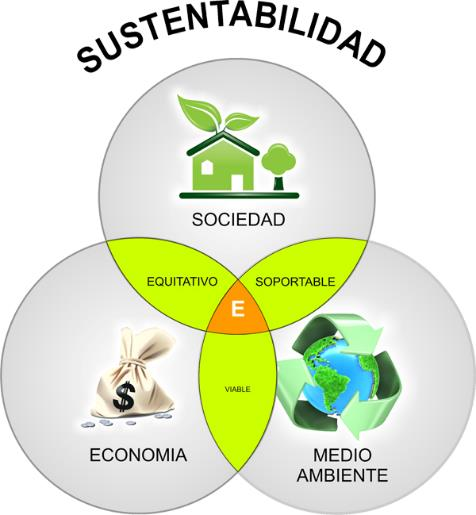 SUSTENTABILIDAD
SOCIEDAD
EQUITATIVO
SOPORTABLE
E
VIABLE
$
ECONOMIA
MEDIO
AMBIENTE